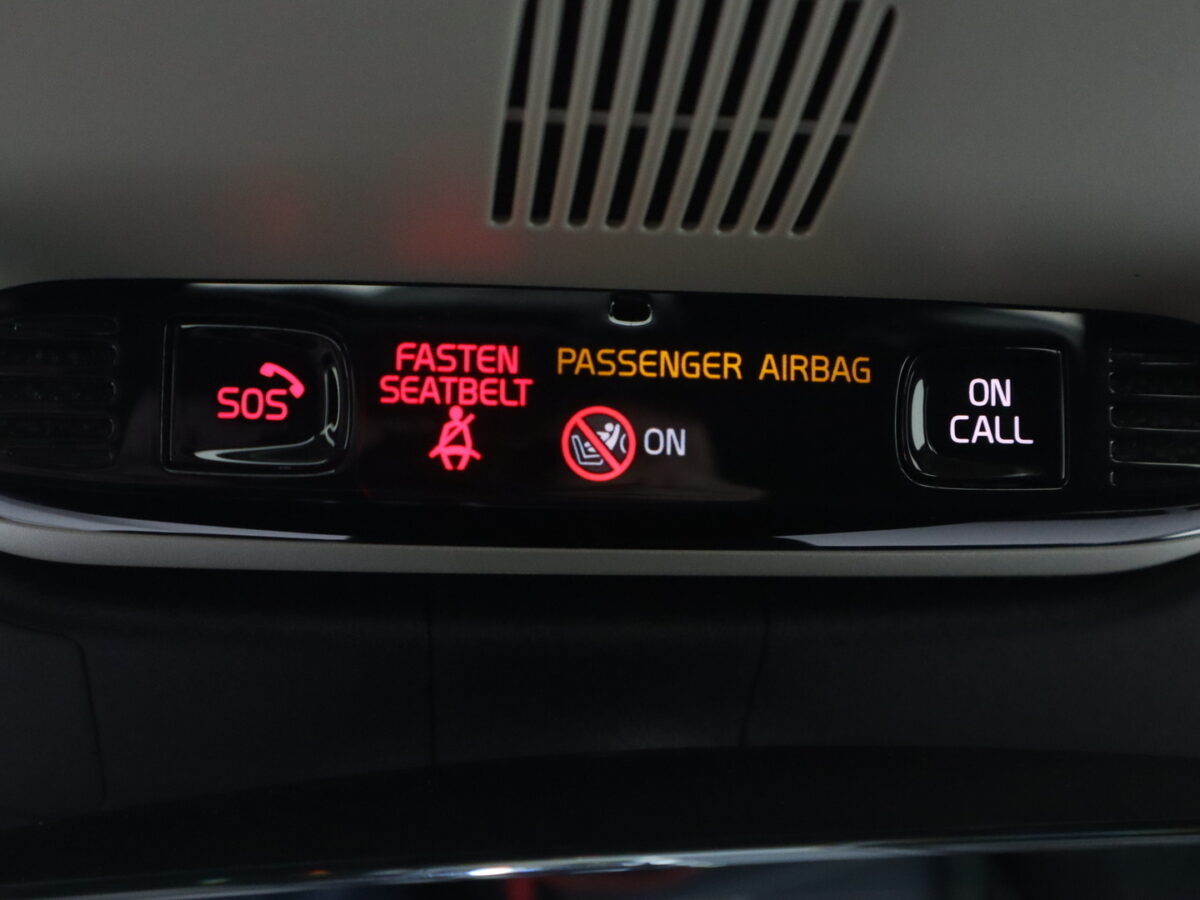 SOS
FASTEN
SEATBELT
PASSENGER AIRBAG
ON
ON
CALL